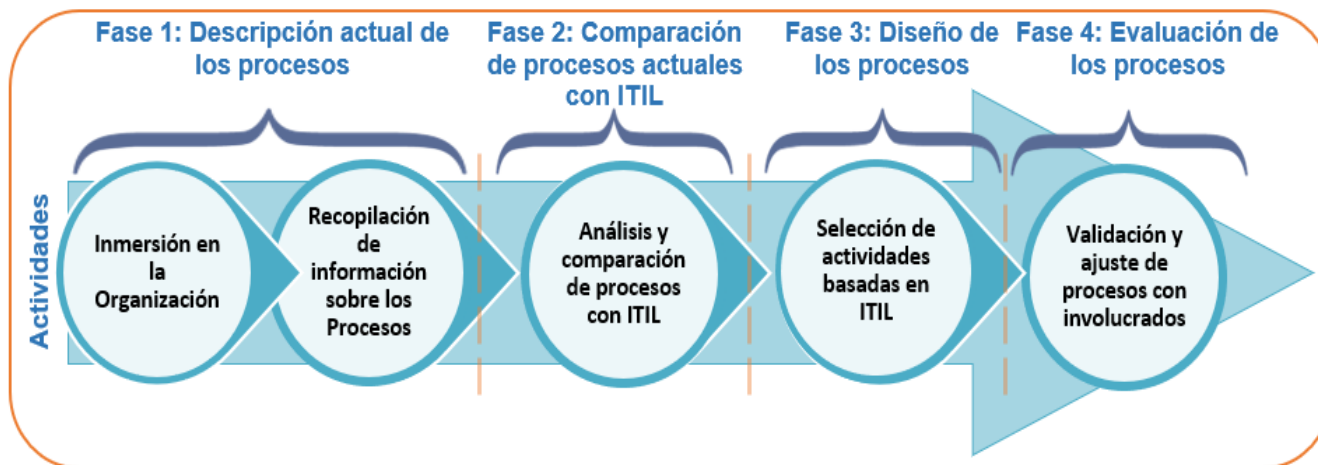 Fase 1: Descripción actual de
los procesos
Fase 2: Comparación
de procesos actuales
con ITIL
Fase 3: Diseño de
los procesos
Fase 4: Evaluación de
los procesos
Actividades
Inmersión en
la
Organización
Recopilación
de
información
sobre los
Procesos
Análisis y
comparación
de procesos
con ITIL
Selección de
actividades
basadas en
ITIL
Validación y
ajuste de
procesos con
involucrados